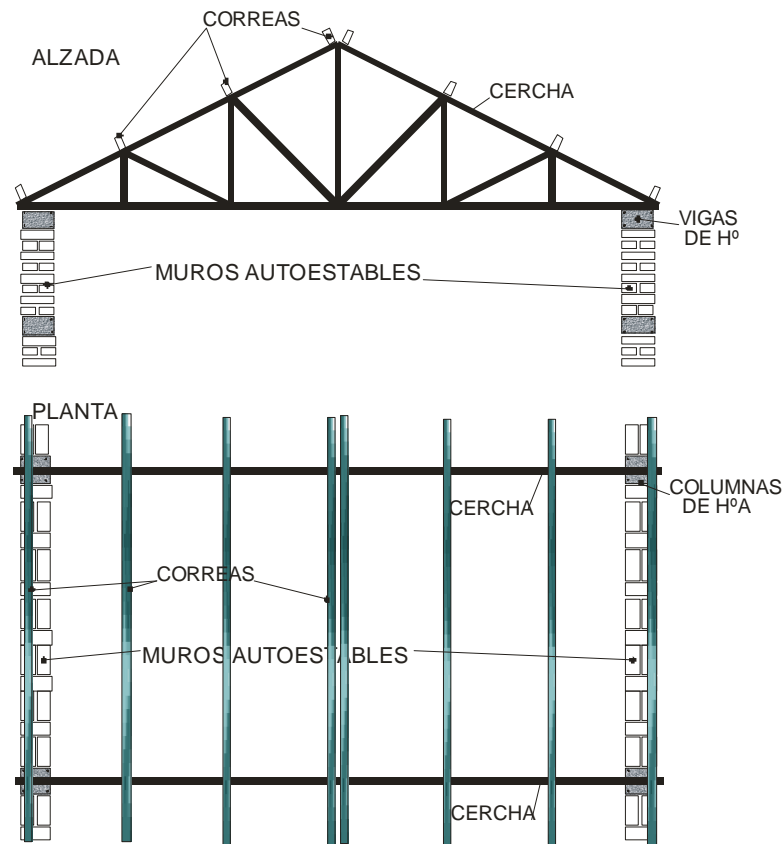 CORREAS
ALZADA
CERCHA
VIGAS
DE Hº
MUROS AUTOESTABLES
PLANTA
CERCHA
COLUMNAS
DE HºA
CORREAS
MUROS AUTOESTABLES
CERCHA